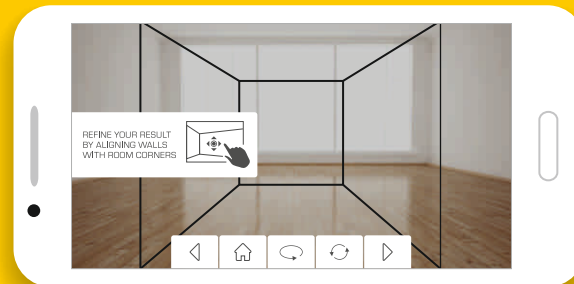 REFINE YOUR RESULT
BY ALIGNING WALLS
WITH ROOM CORNERS